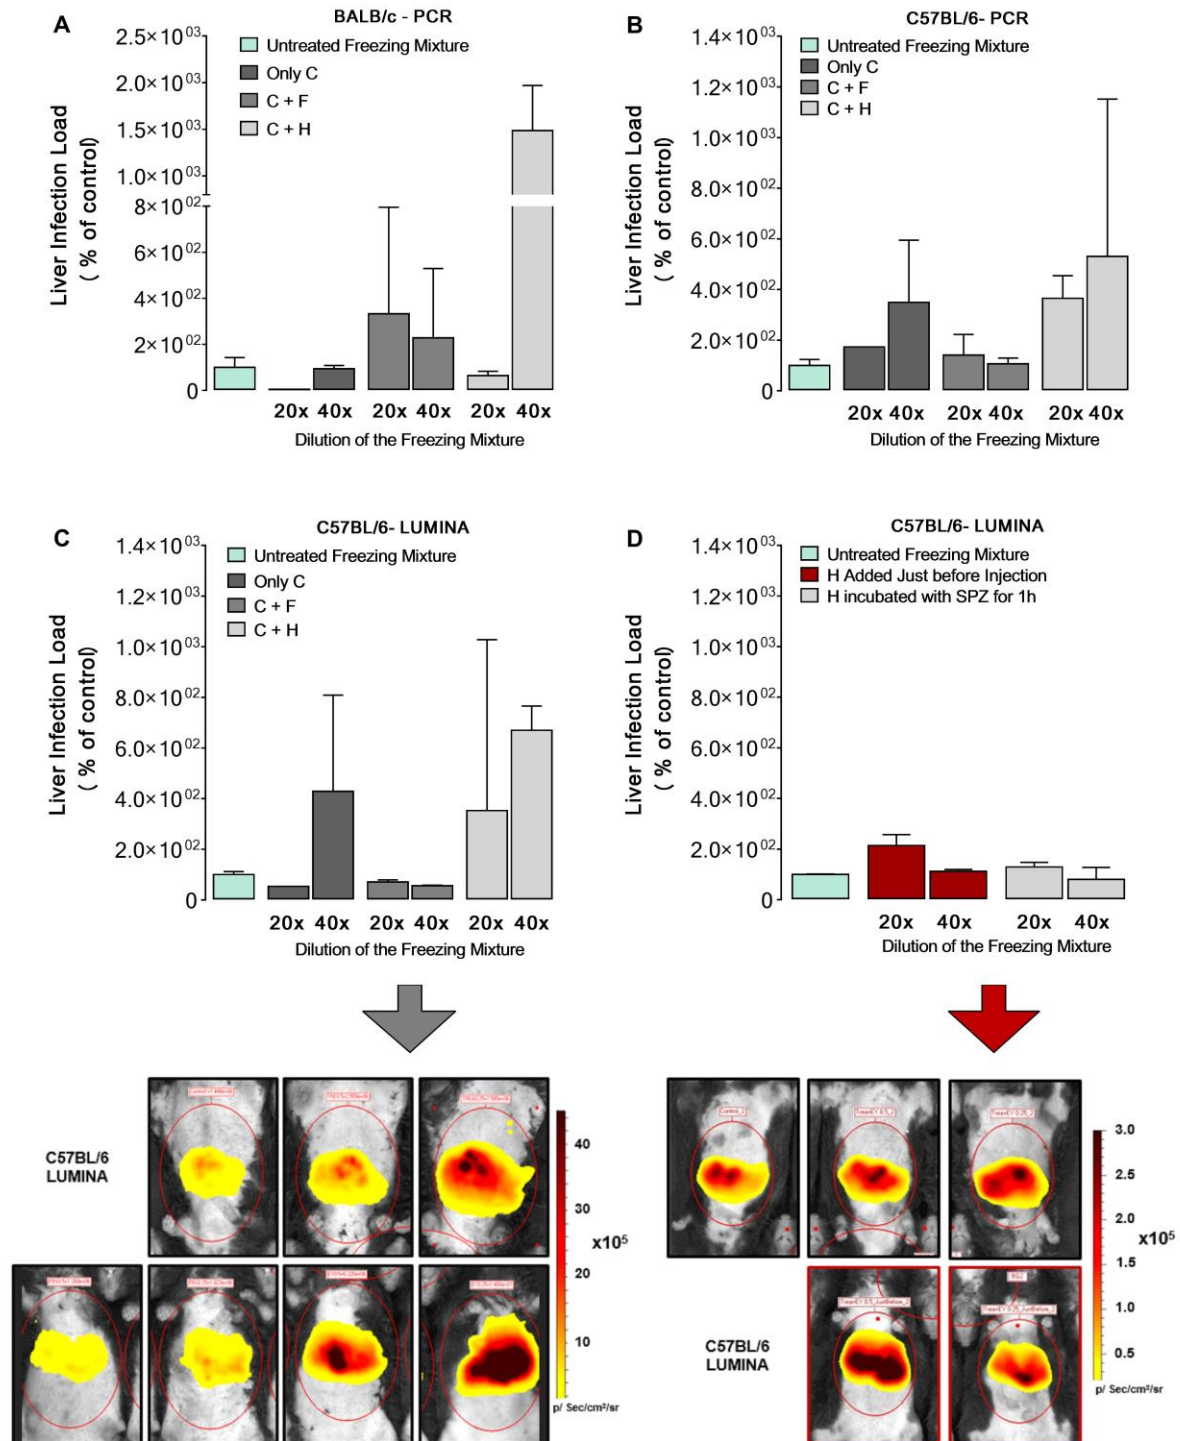 A
BALB/c - PCR
Liver Infection Load
( % of control)
2.5×10^03
2.0×10^03
1.5×10^03
1.0×10^03
8×10^02
6×10^02
4×10^02
2×10^02
0
Untreated Freezing Mixture
Only C
C + F
C + H
20x 40x 20x 40x 20x 40x
Dilution of the Freezing Mixture
B
C57BL/6- PCR
Liver Infection Load
( % of control)
1.4×10^03
1.2×10^03
1.0×10^03
8.0×10^02
6.0×10^02
4.0×10^02
2.0×10^02
0
Untreated Freezing Mixture
Only C
C + F
C + H
20x 40x 20x 40x 20x 40x
Dilution of the Freezing Mixture
C
C57BL/6- LUMINA
Liver Infection Load
( % of control)
1.4×10^03
1.2×10^03
1.0×10^03
8.0×10^02
6.0×10^02
4.0×10^02
2.0×10^02
0
Untreated Freezing Mixture
Only C
C + F
C + H
20x 40x 20x 40x 20x 40x
Dilution of the Freezing Mixture
D
C57BL/6- LUMINA
Liver Infection Load
( % of control)
1.4×10^03
1.2×10^03
1.0×10^03
8.0×10^02
6.0×10^02
4.0×10^02
2.0×10^02
0
Untreated Freezing Mixture
H Added Just before Injection
H incubated with SPZ for 1h
20x 40x 20x 40x
Dilution of the Freezing Mixture
C57BL/6
LUMINA
40
30
20
10
x10^5
p/ Sec/cm²/sr
Control_2
C57BL/6
LUMINA
3.0
2.5
2.0
1.5
1.0
0.5
x10^5
p/ Sec/cm²/sr